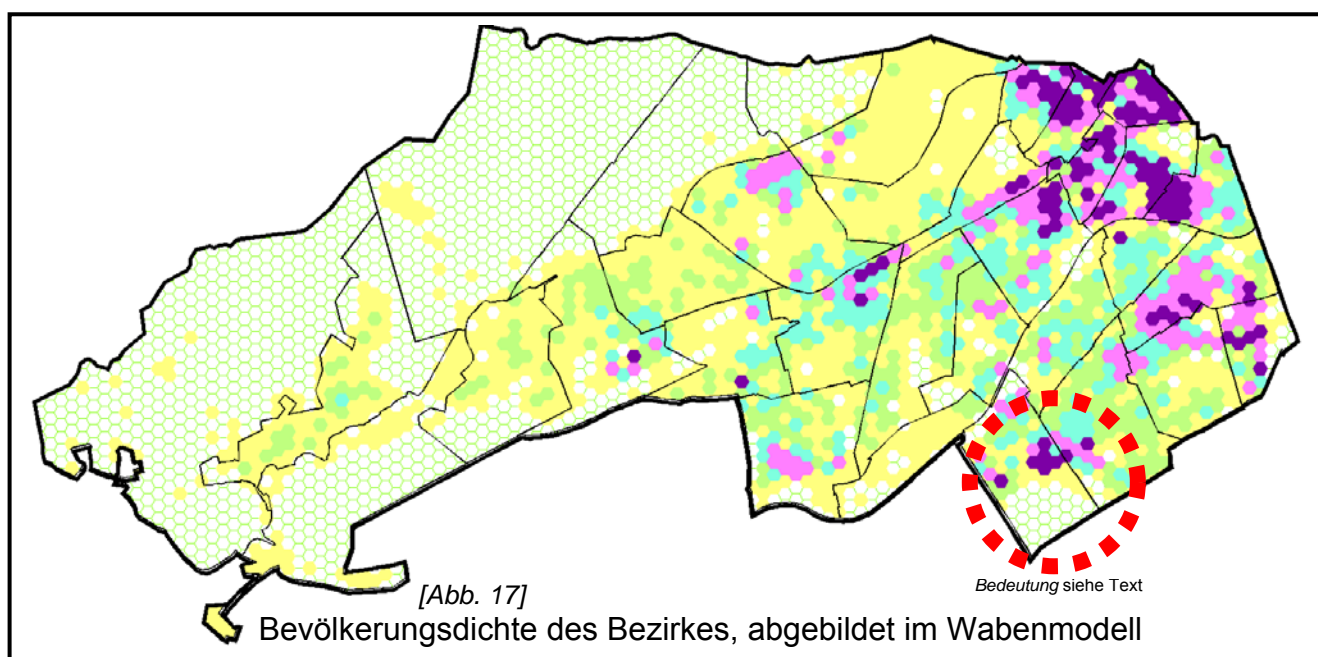 Bedeutung siehe Text
[Abb. 17]
Bevölkerungsdichte des Bezirkes, abgebildet im Wabenmodell